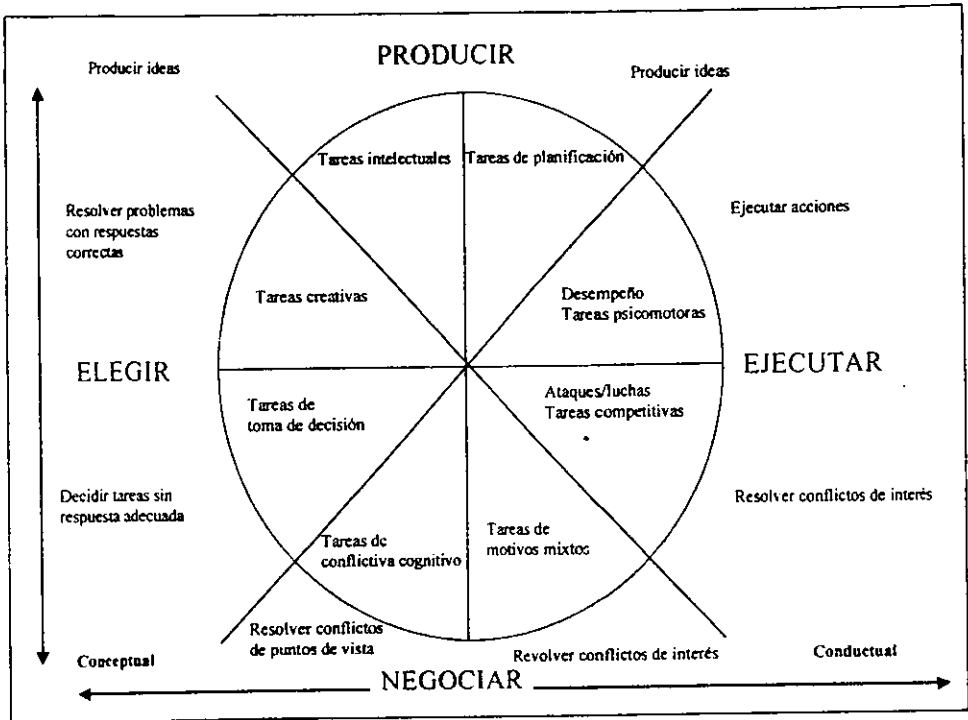 PRODUCIR
Producir ideas
Producir ideas
Tareas intelectuales
Tareas de planificación
Resolver problemas
con respuestas
correctas
Ejecutar acciones
Tareas creativas
Desempeño
Tareas psicomotoras
ELEGIR
EJECUTAR
Tareas de
toma de decisión
Ataques/luchas
Tareas competitivas
Decidir tareas sin
respuesta adecuada
Resolver conflictos de interés
Tareas de
conflictiva cognitivo
Tareas de
motivos mixtos
Resolver conflictos
de puntos de vista
Revolver conflictos de interés
Conceptual
Conductual
NEGOCIAR